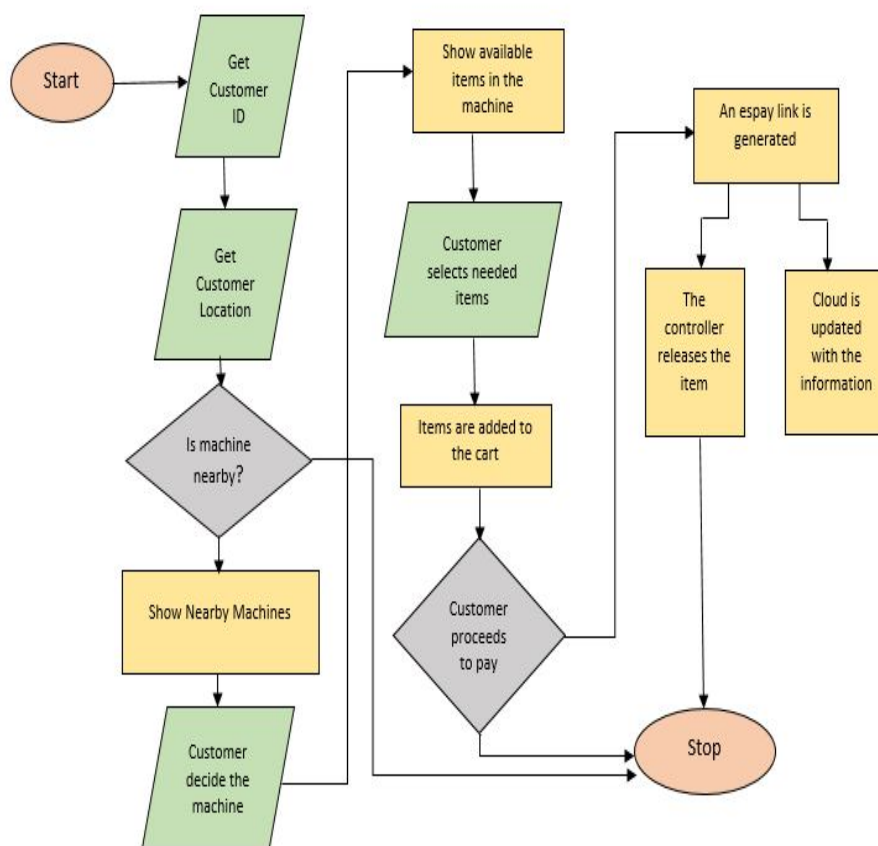 Start
Get
Customer
ID
Get
Customer
Location
Is machine
nearby?
Show Nearby Machines
Customer
decide the
machine
Show available
items in the
machine
Customer
selects needed
items
Items are added to
the cart
Customer
proceeds
to pay
An espay link is
generated
The
controller
releases the
item
Cloud is
updated
with the
information
Stop